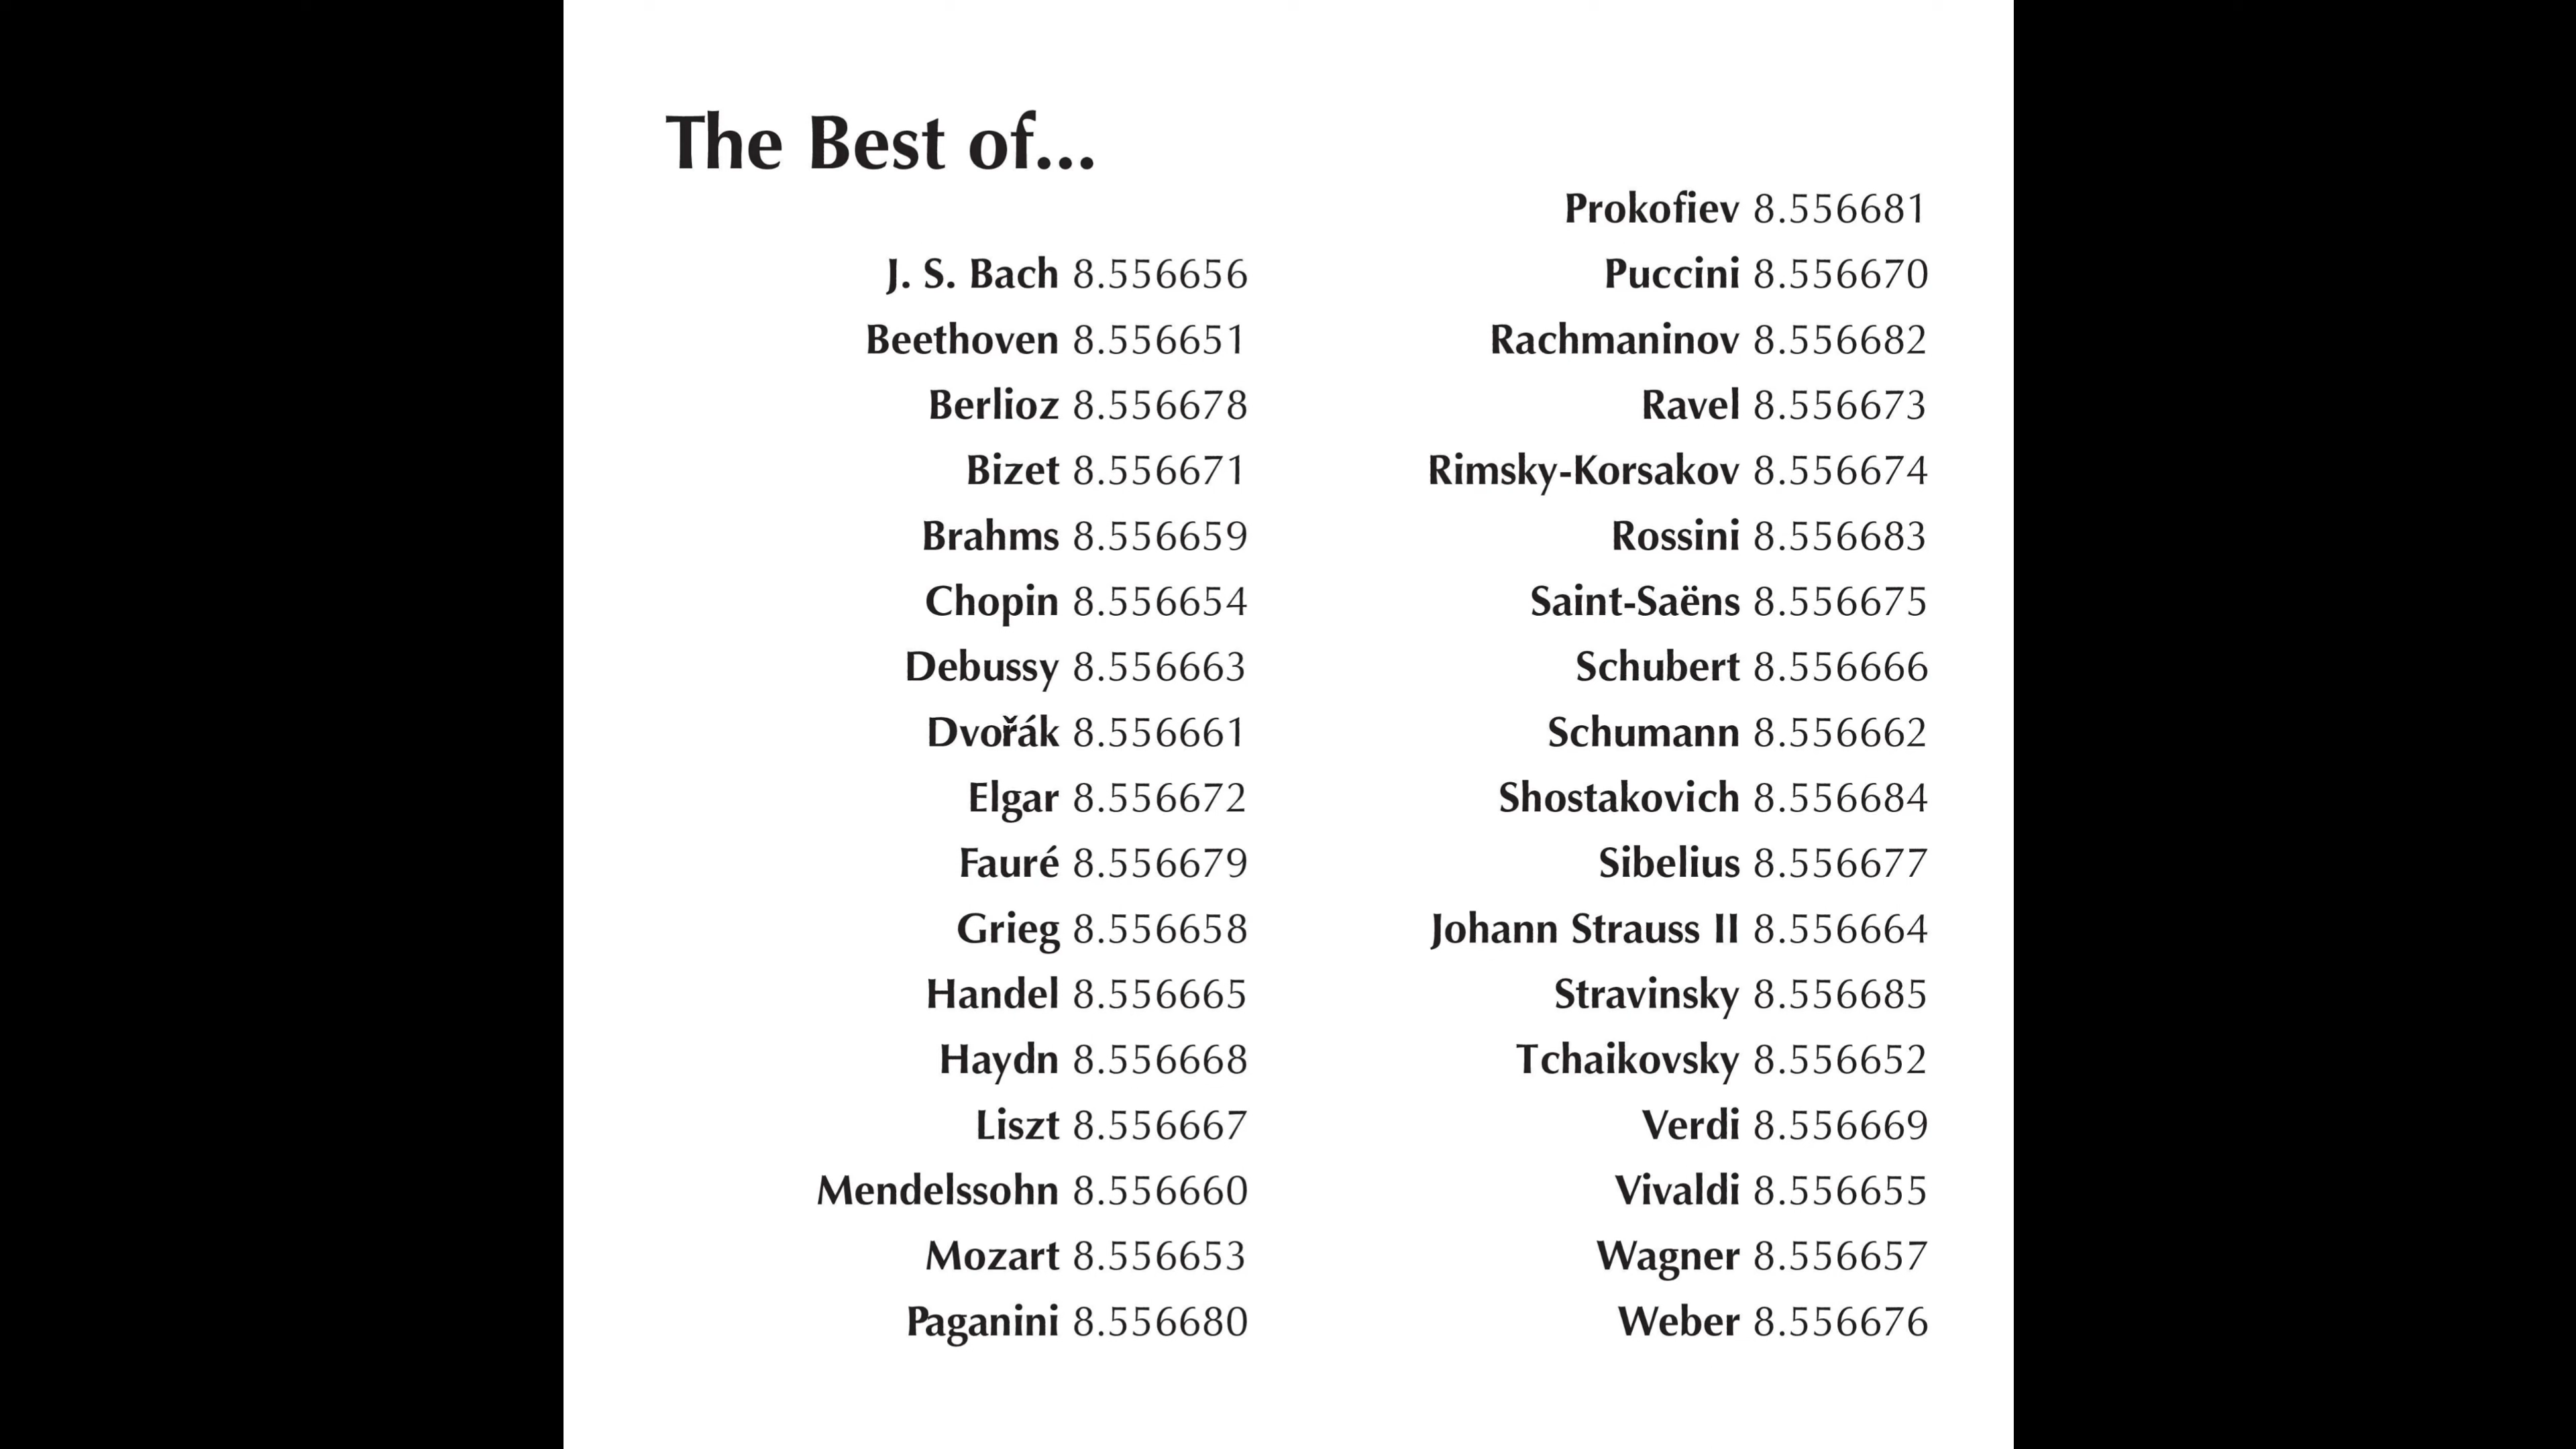 The Best of...
J. S. Bach 8.556656
Beethoven 8.556651
Berlioz 8.556678
Bizet 8.556671
Brahms 8.556659
Chopin 8.556654
Debussy 8.556663
Dvořák 8.556661
Elgar 8.556672
Fauré 8.556679
Grieg 8.556658
Handel 8.556665
Haydn 8.556668
Liszt 8.556667
Mendelssohn 8.556660
Mozart 8.556653
Paganini 8.556680
Prokofiev 8.556681
Puccini 8.556670
Rachmaninov 8.556682
Ravel 8.556673
Rimsky-Korsakov 8.556674
Rossini 8.556683
Saint-Saëns 8.556675
Schubert 8.556666
Schumann 8.556662
Shostakovich 8.556684
Sibelius 8.556677
Johann Strauss II 8.556664
Stravinsky 8.556685
Tchaikovsky 8.556652
Verdi 8.556669
Vivaldi 8.556655
Wagner 8.556657
Weber 8.556676